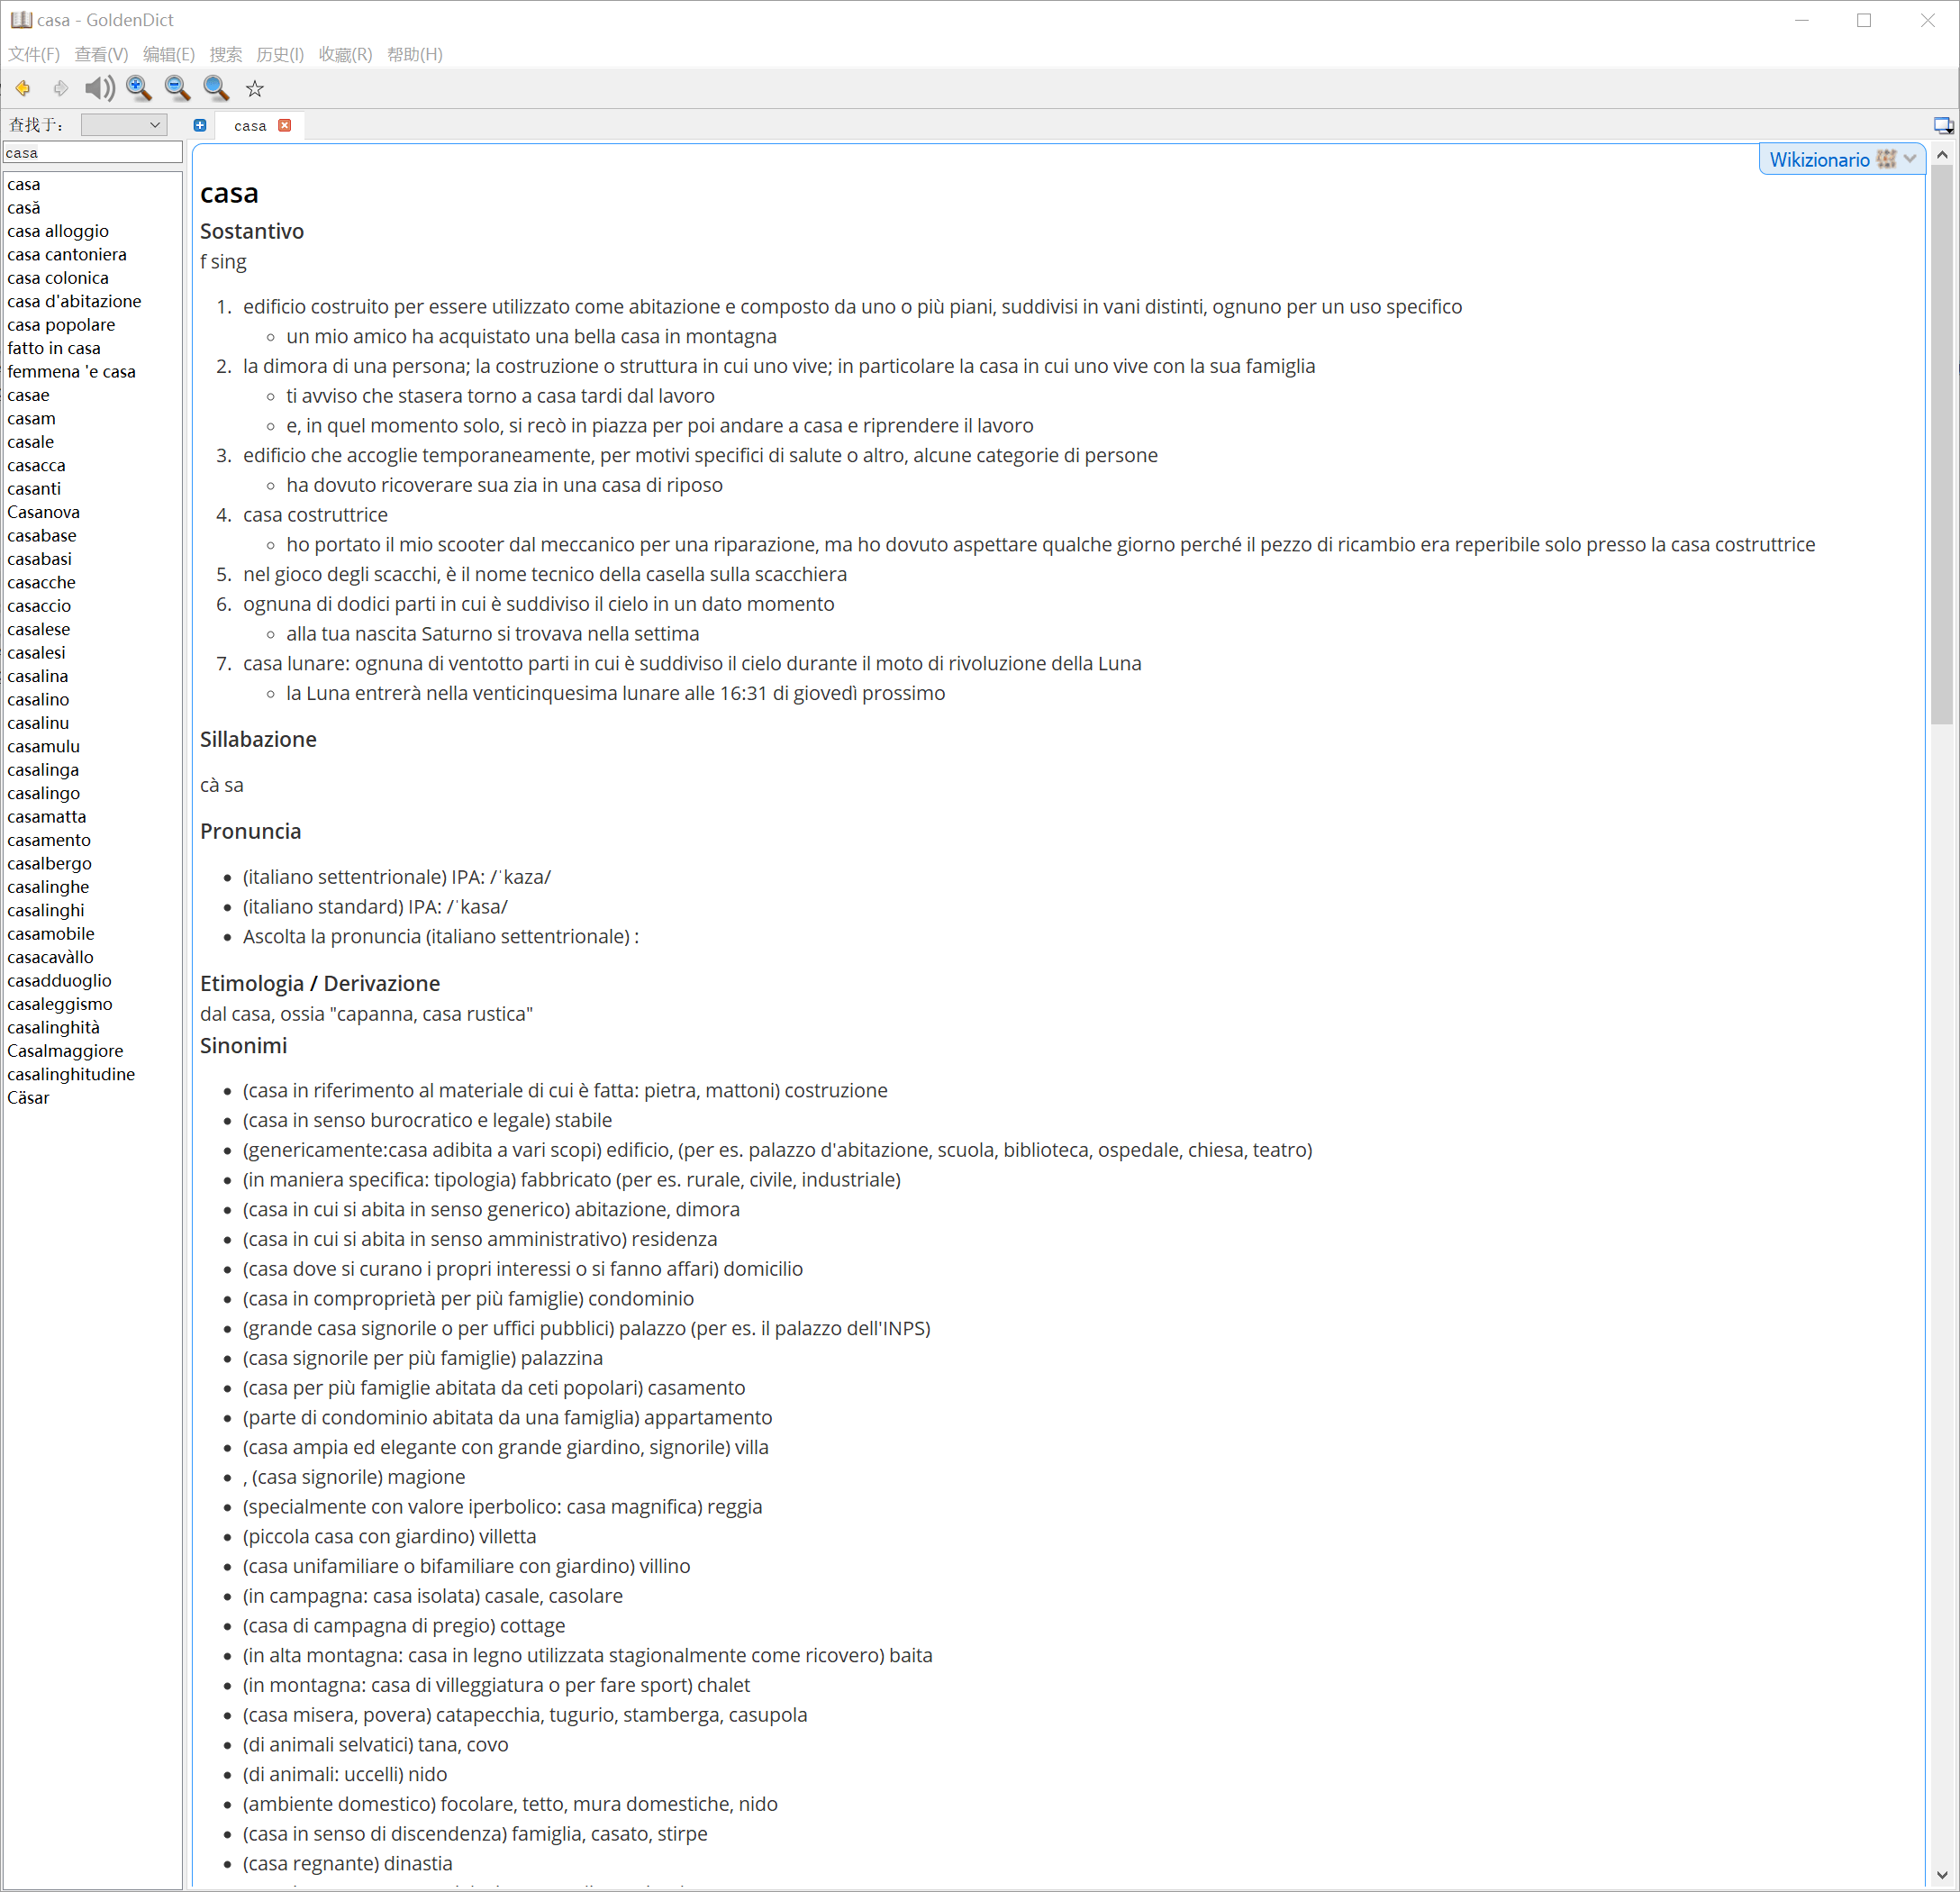 casa - GoldenDict
文件(F) 查看(V) 编辑(E) 搜索 历史(I) 收藏(R) 帮助(H)
查找于:
casa
casa
casa
casă
casa alloggio
casa cantoniera
casa colonica
casa d'abitazione
casa popolare
fatto in casa
femmena 'e casa
casae
casam
casale
casacca
casanti
Casanova
casabase
casabasi
casacche
casaccio
casalese
casalesi
casalina
casalino
casalinu
casamulu
casalinga
casalingo
casamatta
casamento
casalbergo
casalinghe
casalinghi
casamobile
casacavàllo
casadduoglio
casaleggismo
casalinghità
Casalmaggiore
casalinghitudine
Cäsar
Wikizionario
casa
Sostantivo
f sing
1. edificio costruito per essere utilizzato come abitazione e composto da uno o più piani, suddivisi in vani distinti, ognuno per un uso specifico
un mio amico ha acquistato una bella casa in montagna
2. la dimora di una persona; la costruzione o struttura in cui uno vive; in particolare la casa in cui uno vive con la sua famiglia
ti avviso che stasera torno a casa tardi dal lavoro
e, in quel momento solo, si recò in piazza per poi andare a casa e riprendere il lavoro
3. edificio che accoglie temporaneamente, per motivi specifici di salute o altro, alcune categorie di persone
ha dovuto ricoverare sua zia in una casa di riposo
4. casa costruttrice
ho portato il mio scooter dal meccanico per una riparazione, ma ho dovuto aspettare qualche giorno perché il pezzo di ricambio era reperibile solo presso la casa costruttrice
5. nel gioco degli scacchi, è il nome tecnico della casella sulla scacchiera
6. ognuna di dodici parti in cui è suddiviso il cielo in un dato momento
alla tua nascita Saturno si trovava nella settima
7. casa lunare: ognuna di ventotto parti in cui è suddiviso il cielo durante il moto di rivoluzione della Luna
la Luna entrerà nella venticinquesima lunare alle 16:31 di giovedì prossimo
Sillabazione
cà sa
Pronuncia
(italiano settentrionale) IPA: /ˈkaza/
(italiano standard) IPA: /ˈkasa/
Ascolta la pronuncia (italiano settentrionale) :
Etimologia / Derivazione
dal casa, ossia "capanna, casa rustica"
Sinonimi
(casa in riferimento al materiale di cui è fatta: pietra, mattoni) costruzione
(casa in senso burocratico e legale) stabile
(genericamente:casa adibita a vari scopi) edificio, (per es. palazzo d'abitazione, scuola, biblioteca, ospedale, chiesa, teatro)
(in maniera specifica: tipologia) fabbricato (per es. rurale, civile, industriale)
(casa in cui si abita in senso generico) abitazione, dimora
(casa in cui si abita in senso amministrativo) residenza
(casa dove si curano i propri interessi o si fanno affari) domicilio
(casa in comproprietà per più famiglie) condominio
(grande casa signorile o per uffici pubblici) palazzo (per es. il palazzo dell'INPS)
(casa signorile per più famiglie) palazzina
(casa per più famiglie abitata da ceti popolari) casamento
(parte di condominio abitata da una famiglia) appartamento
(casa ampia ed elegante con grande giardino, signorile) villa
, (casa signorile) magione
(specialmente con valore iperbolico: casa magnifica) reggia
(piccola casa con giardino) villetta
(casa unifamiliare o bifamiliare con giardino) villino
(in campagna: casa isolata) casale, casolare
(casa di campagna di pregio) cottage
(in alta montagna: casa in legno utilizzata stagionalmente come ricovero) baita
(in montagna: casa di villeggiatura o per fare sport) chalet
(casa misera, povera) catapecchia, tugurio, stamberga, casupola
(di animali selvatici) tana, covo
(di animali: uccelli) nido
(ambiente domestico) focolare, tetto, mura domestiche, nido
(casa in senso di discendenza) famiglia, casato, stirpe
(casa regnante) dinastia